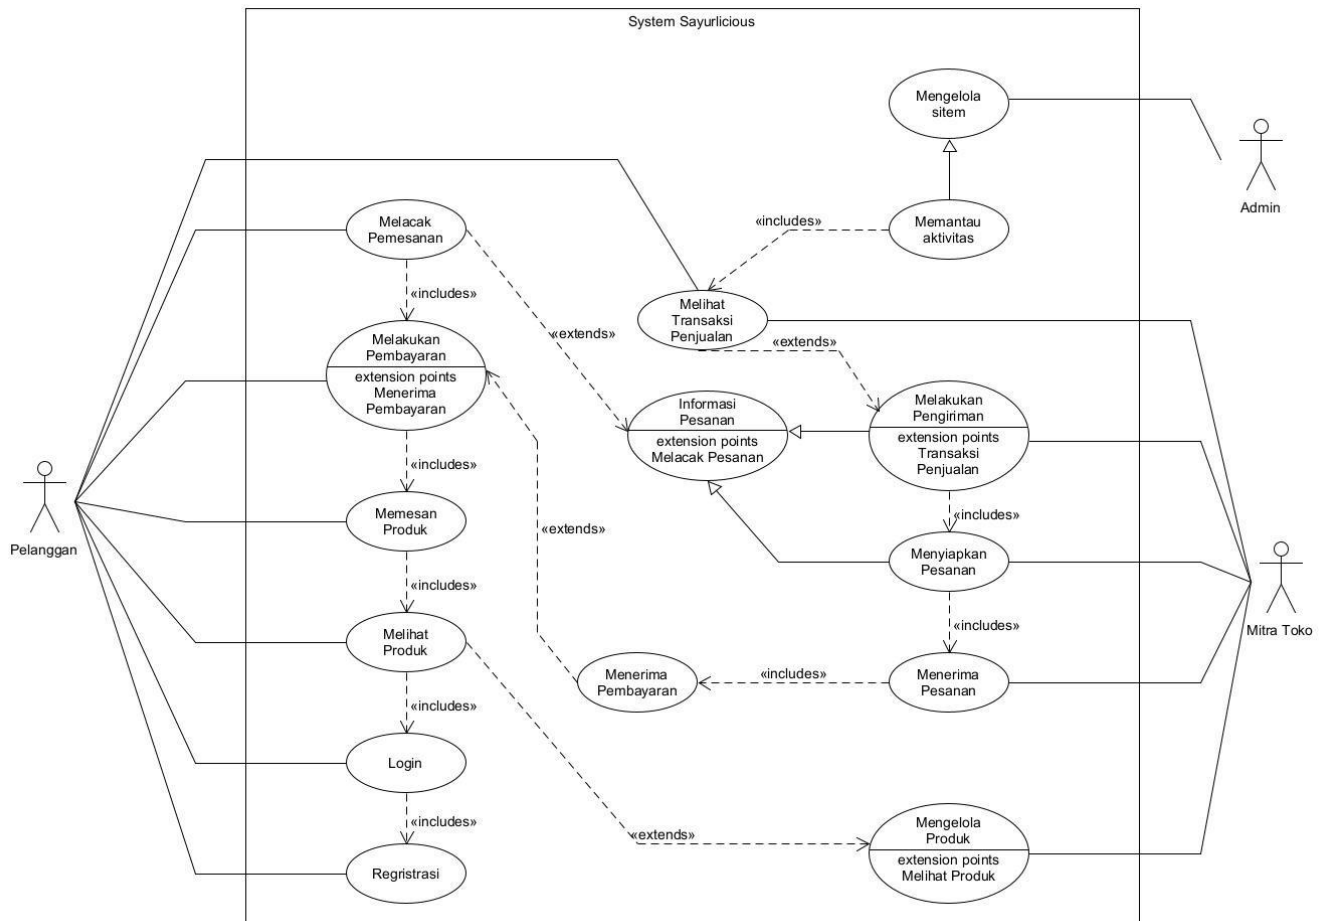 System Sayurlicious
Mengelola
sitem
Admin
Melacak
Pemesanan
«includes»
Memantau
aktivitas
«includes»
Melihat
Transaksi
Penjualan
«extends»
«extends»
Melakukan
Pembayaran
extension points
Menerima
Pembayaran
Informasi
Pesanan
extension points
Melacak Pesanan
Melakukan
Pengiriman
extension points
Transaksi
Penjualan
«includes»
«includes»
Pelanggan
Memesan
Produk
«extends»
Menyiapkan
Pesanan
«includes»
«includes»
Mitra Toko
Melihat
Produk
Menerima
Pembayaran
«includes»
Menerima
Pesanan
«includes»
Login
«includes»
«extends»
Mengelola
Produk
extension points
Melihat Produk
Regristrasi